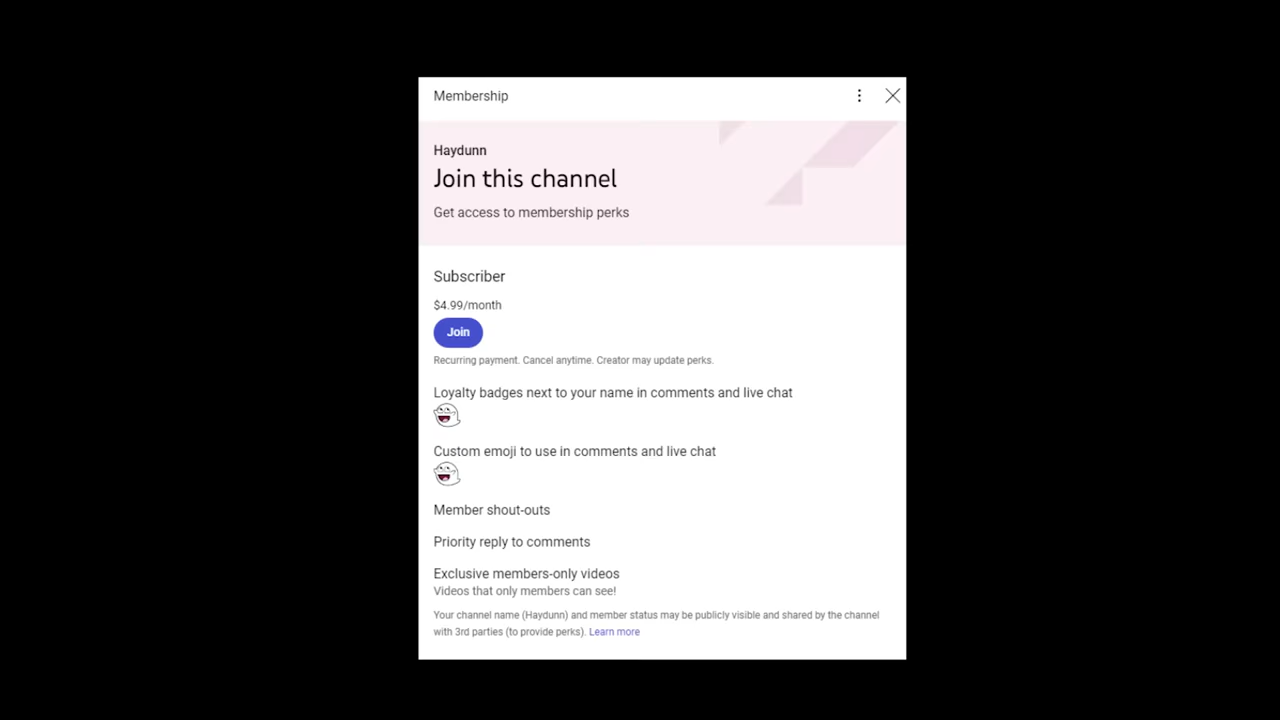 Membership
Haydunn
Join this channel
Get access to membership perks
Subscriber
$4.99/month
Join
Recurring payment. Cancel anytime. Creator may update perks.
Loyalty badges next to your name in comments and live chat
Custom emoji to use in comments and live chat
Member shout-outs
Priority reply to comments
Exclusive members-only videos
Videos that only members can see!
Your channel name (Haydunn) and member status may be publicly visible and shared by the channel
with 3rd parties (to provide perks). Learn more